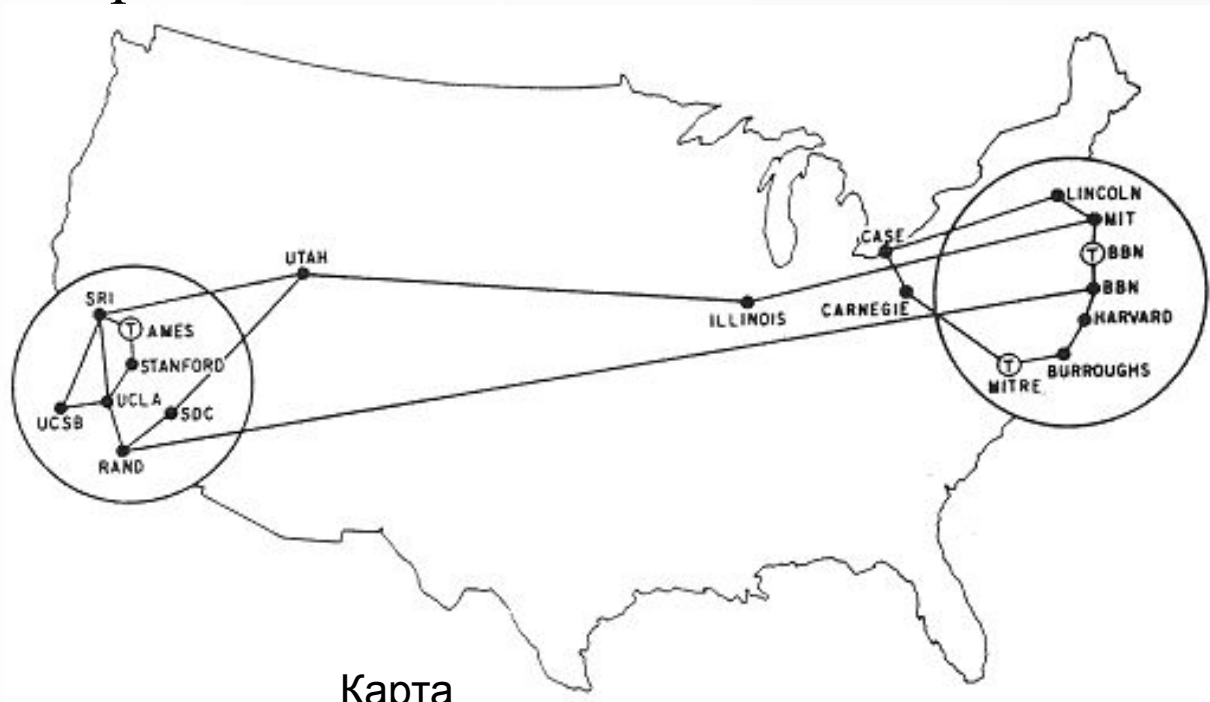 LINCOLN
MIT
CASE
T BBN
UTAH
BBN
SRI
ILLINOIS
CARNEGIE
HARVARD
T AMES
STANFORD
T
BURROUGHS
MITRE
UCLA
SDC
UCSB
RAND
Карта